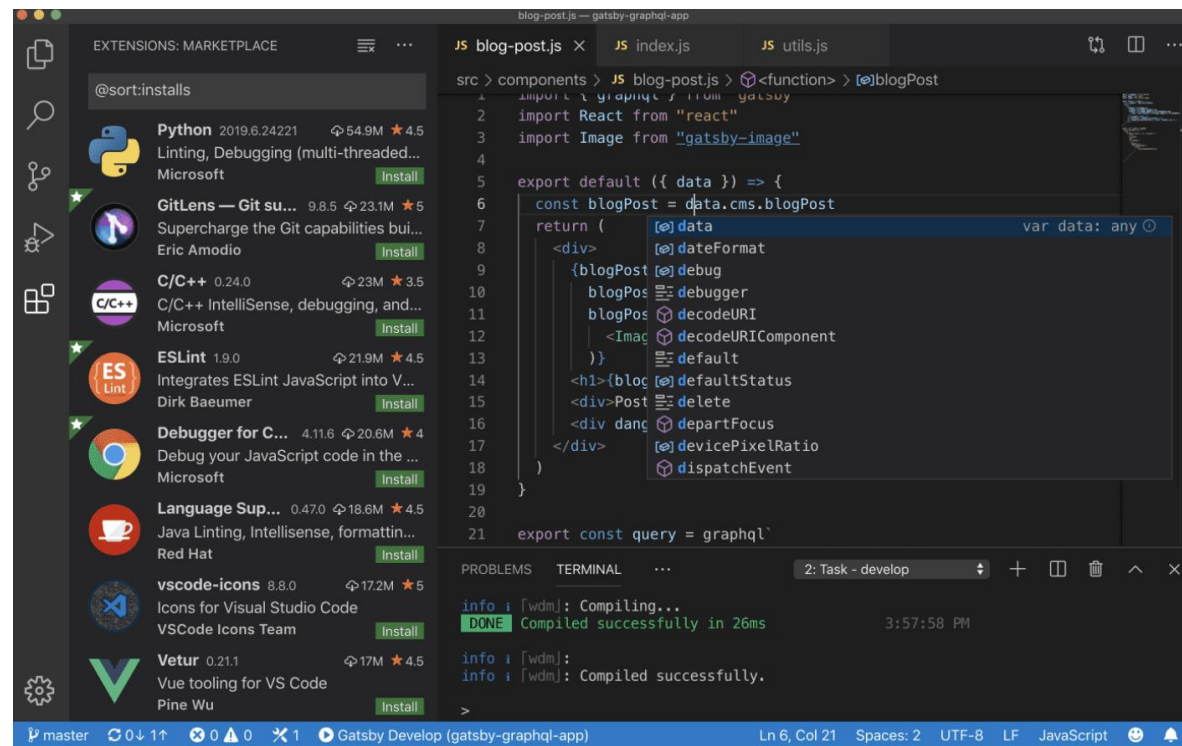 blog-post.js — gatsby-graphql-app
EXTENSIONS: MARKETPLACE
@sort:installs
Python 2019.6.24221 54.9M ★4.5
Linting, Debugging (multi-threaded...
Microsoft Install
GitLens — Git su... 9.8.5 23.1M ★5
Supercharge the Git capabilities bui...
Eric Amodio Install
C/C++
C/C++ 0.24.0 23M ★3.5
C/C++ IntelliSense, debugging, and...
Microsoft Install
ES
Lint
ESLint 1.9.0 21.9M ★4.5
Integrates ESLint JavaScript into V...
Dirk Baeumer Install
Debugger for C... 4.11.6 20.6M ★4
Debug your JavaScript code in the ...
Microsoft Install
Language Sup... 0.47.0 18.6M ★4.5
Java Linting, Intellisense, formattin...
Red Hat Install
vscode-icons 8.8.0 17.2M ★5
Icons for Visual Studio Code
VSCode Icons Team Install
Vetur 0.21.1 17M ★4.5
Vue tooling for VS Code
Pine Wu Install
JS blog-post.js × JS index.js JS utils.js
src > components > JS blog-post.js > <function> > blogPost
1 import { graphql } from "gatsby"
2 import React from "react"
3 import Image from "gatsby-image"
4
5 export default ({ data }) => {
6 const blogPost = data.cms.blogPost
7 return (
8 <div>
9 {blogPost
10 blogPos
11 blogPos
12 <Imag
13 )}
14 <h1>{blog
15 <div>Post
16 <div dang
17 </div>
18 )
19 }
20
21 export const query = graphql`
data var data: any
dateFormat
debug
debugger
decodeURI
decodeURIComponent
default
defaultStatus
delete
departFocus
devicePixelRatio
dispatchEvent
PROBLEMS TERMINAL ... 2: Task - develop
info i ｢wdm｣: Compiling...
DONE Compiled successfully in 26ms 3:57:58 PM
info i ｢wdm｣:
info i ｢wdm｣: Compiled successfully.
>
master 0↓ 1↑ 0 0 1 Gatsby Develop (gatsby-graphql-app) Ln 6, Col 21 Spaces: 2 UTF-8 LF JavaScript